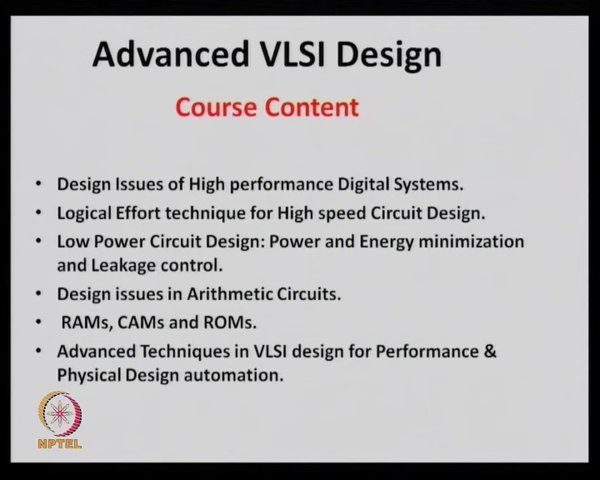 Advanced VLSI Design
Course Content
• Design Issues of High performance Digital Systems.
• Logical Effort technique for High speed Circuit Design.
• Low Power Circuit Design: Power and Energy minimization
and Leakage control.
• Design issues in Arithmetic Circuits.
• RAMs, CAMs and ROMs.
• Advanced Techniques in VLSI design for Performance &
Physical Design automation.
NPTEL